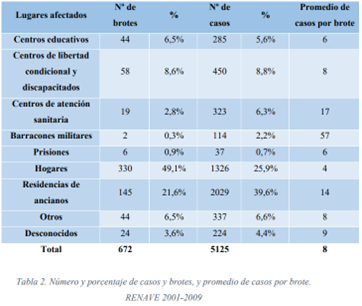 Lugares afectados	Nº de brotes	%	Nº de casos	%	Promedio de casos por brote
Centros educativos	44	6,5%	285	5,6%	6
Centros de libertad condicional y discapacitados	58	8,6%	450	8,8%	8
Centros de atención sanitaria	19	2,8%	323	6,3%	17
Barracones militares	2	0,3%	114	2,2%	57
Prisiones	6	0,9%	37	0,7%	6
Hogares	330	49,1%	1326	25,9%	4
Residencias de ancianos	145	21,6%	2029	39,6%	14
Otros	44	6,5%	337	6,6%	8
Desconocidos	24	3,6%	224	4,4%	9
Total	672	5125	8
Tabla 2. Número y porcentaje de casos y brotes, y promedio de casos por brote.
RENAVE 2001-2009